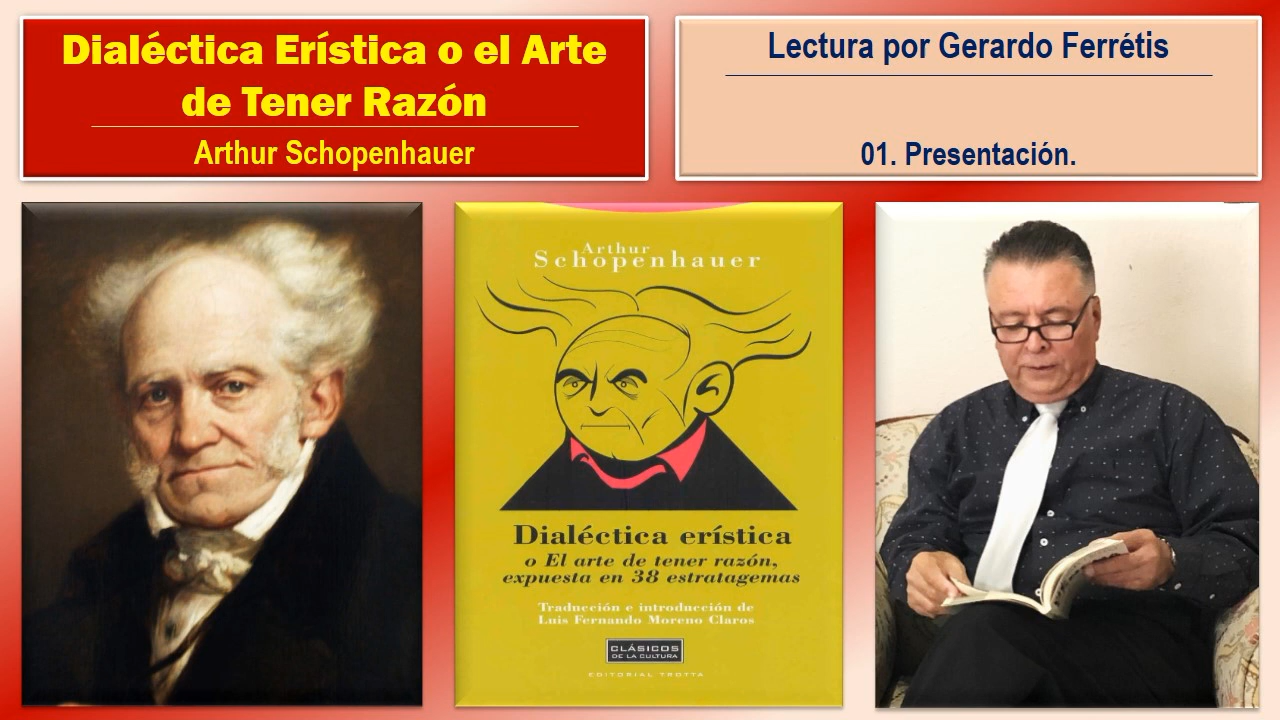 Dialéctica Erística o el Arte
de Tener Razón
Arthur Schopenhauer
Lectura por Gerardo Ferrétis
01. Presentación.
Arthur
Schopenhauer
Dialéctica erística
o El arte de tener razón,
expuesta en 38 estratagemas
Traducción e introducción de
Luis Fernando Moreno Claros
CLÁSICOS
DE LA CULTURA
EDITORIAL TROTTA